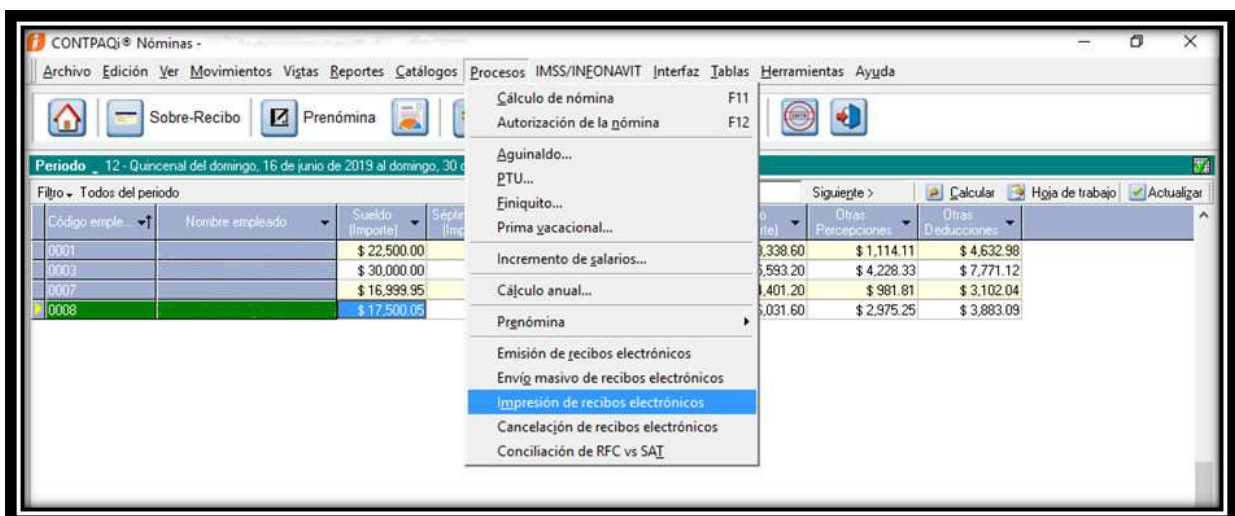 CONTPAQi® Nóminas -
Archivo Edición Ver Movimientos Vistas Reportes Catálogos Procesos IMSS/INFONAVIT Interfaz Tablas Herramientas Ayuda
Sobre-Recibo Prenómina
Cálculo de nómina F11
Autorización de la nómina F12
Aguinaldo...
PTU...
Finiquito...
Prima vacacional...
Incremento de salarios...
Cálculo anual...
Prenómina
Emisión de recibos electrónicos
Envío masivo de recibos electrónicos
Impresión de recibos electrónicos
Cancelación de recibos electrónicos
Conciliación de RFC vs SAT
Periodo _ 12 - Quincenal del domingo, 16 de junio de 2019 al domingo, 30
Filtro Todos del periodo Siguiente > Calcular Hoja de trabajo Actualizar
Código emple... Nombre empleado Sueldo (Importe) Otras Percepciones Otras Deducciones
0001 $ 22,500.00 3,338.60 $ 1,114.11 $ 4,632.98
0003 $ 30,000.00 5,593.20 $ 4,228.33 $ 7,771.12
0007 $ 16,999.95 4,401.20 $ 981.81 $ 3,102.04
0008 $ 17,500.05 5,031.60 $ 2,975.25 $ 3,883.09